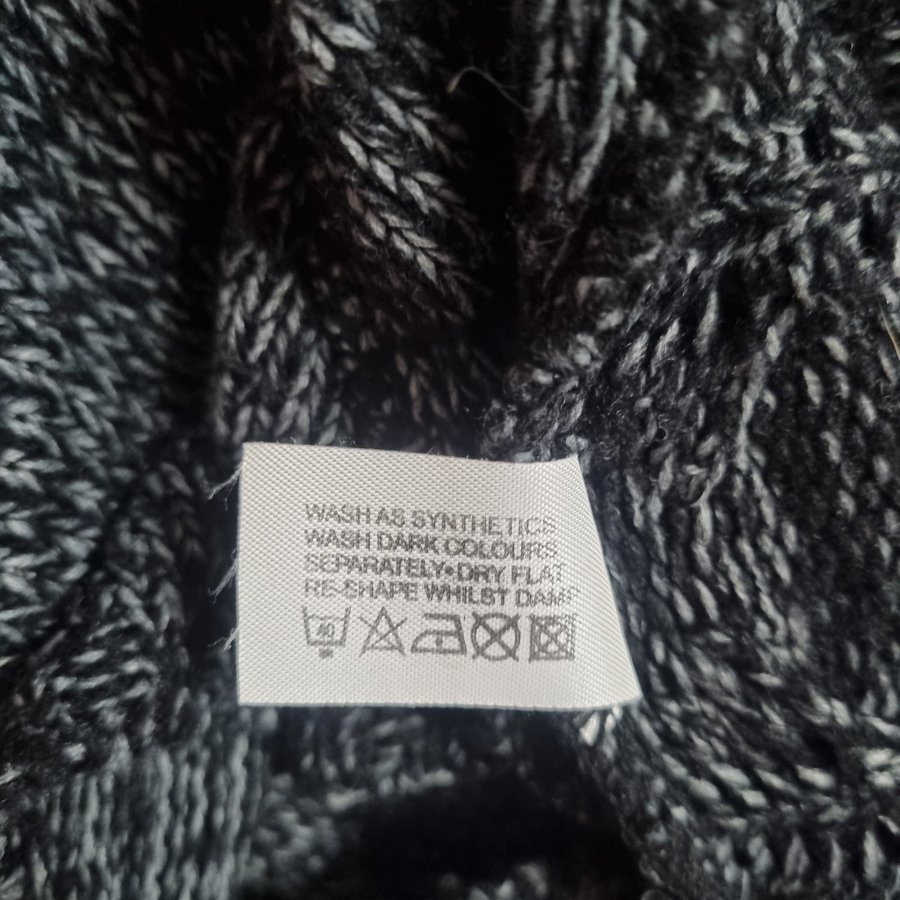 WASH AS SYNTHETICS
WASH DARK COLOURS
SEPARATELY•DRY FLAT
RE-SHAPE WHILST DAMP